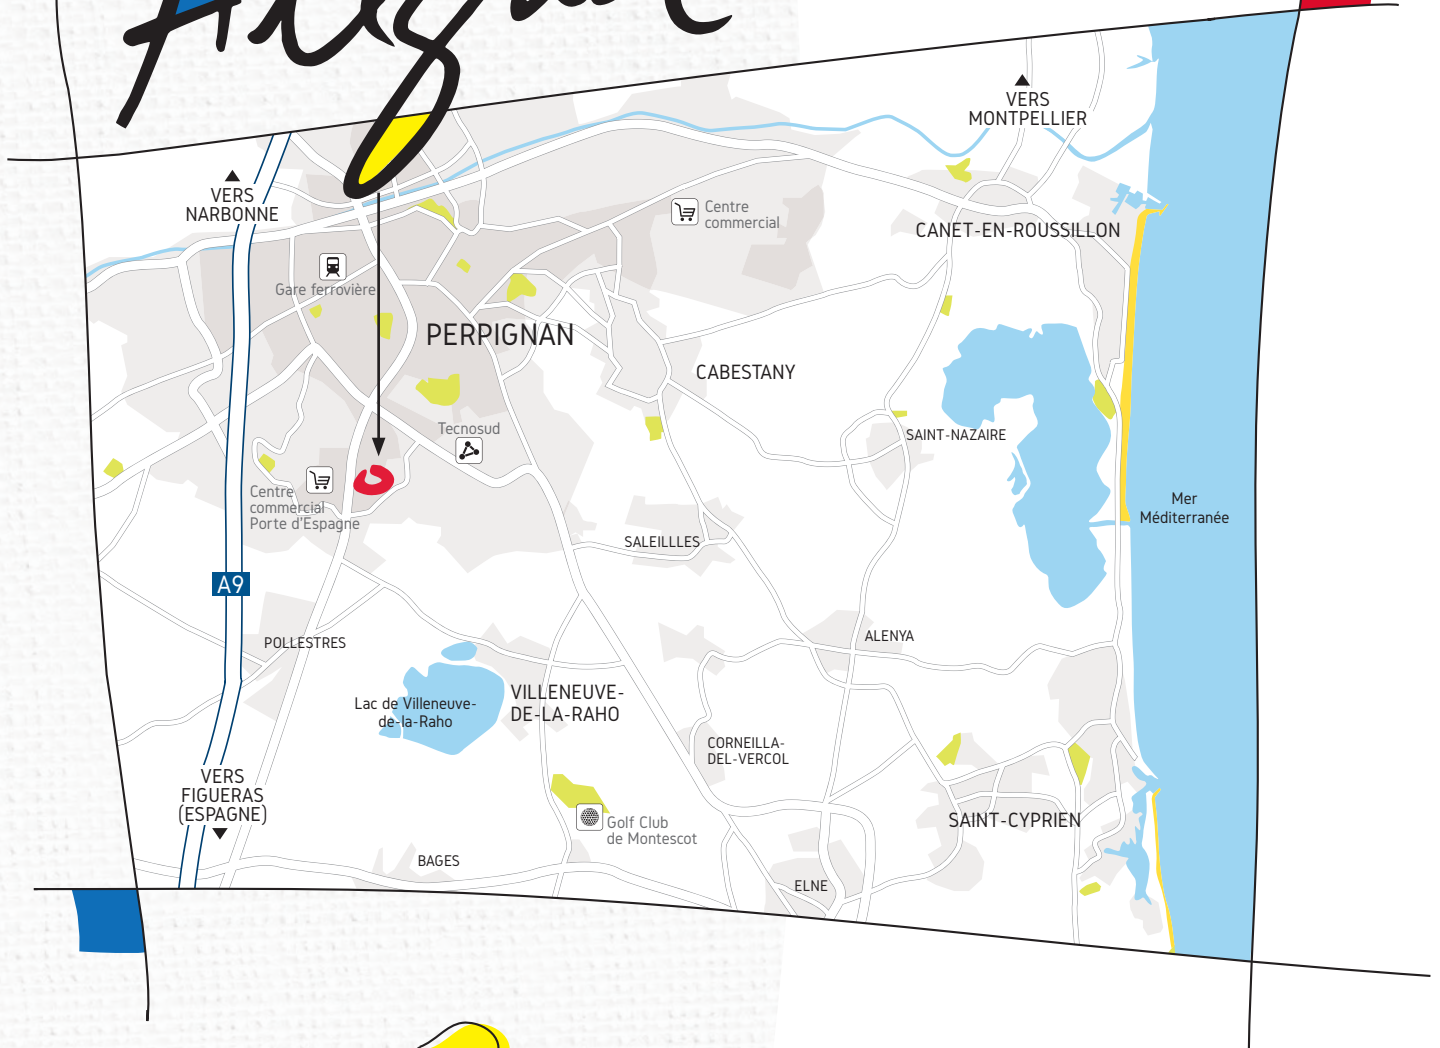 VERS
MONTPELLIER
VERS
NARBONNE
Centre
commercial
CANET-EN-ROUSSILLON
Gare ferrovière
PERPIGNAN
CABESTANY
Tecnosud
SAINT-NAZAIRE
Centre
commercial
Porte d'Espagne
Mer
Méditerranée
SALEILLLES
A9
POLLESTRES
ALENYA
Lac de Villeneuve-
de-la-Raho
VILLENEUVE-
DE-LA-RAHO
CORNEILLA-
DEL-VERCOL
VERS
FIGUERAS
(ESPAGNE)
Golf Club
de Montescot
SAINT-CYPRIEN
BAGES
ELNE